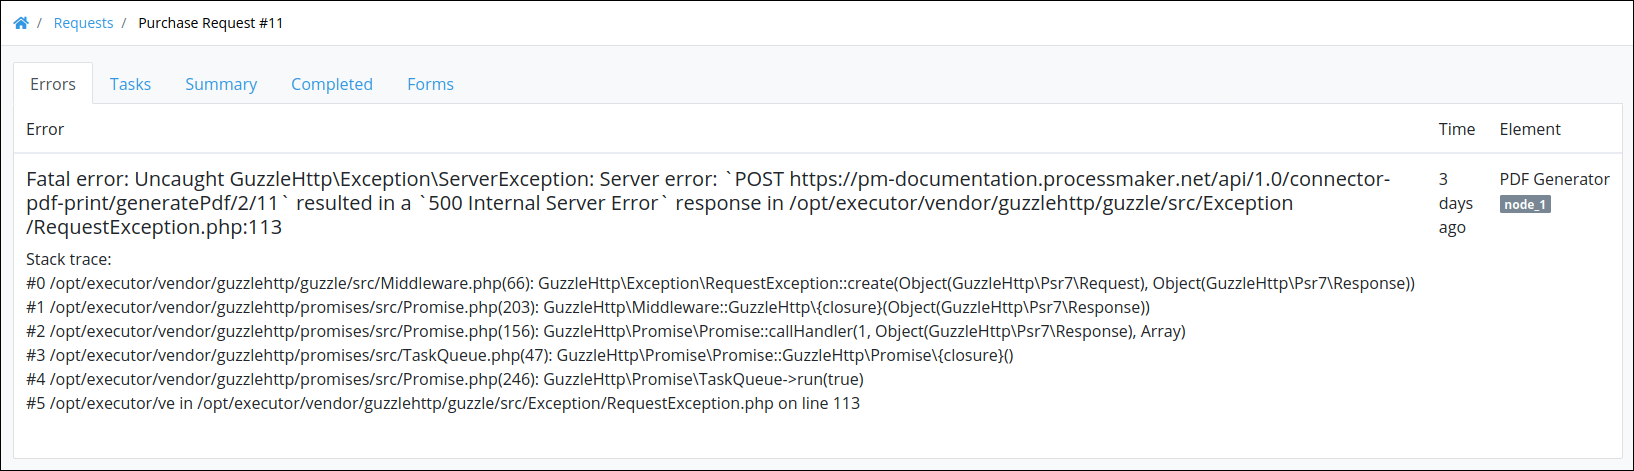 / Requests / Purchase Request #11
Errors Tasks Summary Completed Forms
Error Time Element
Fatal error: Uncaught GuzzleHttp\Exception\ServerException: Server error: `POST https://pm-documentation.processmaker.net/api/1.0/connector-
pdf-print/generatePdf/2/11` resulted in a `500 Internal Server Error` response in /opt/executor/vendor/guzzlehttp/guzzle/src/Exception
/RequestException.php:113
Stack trace:
#0 /opt/executor/vendor/guzzlehttp/guzzle/src/Middleware.php(66): GuzzleHttp\Exception\RequestException::create(Object(GuzzleHttp\Psr7\Request), Object(GuzzleHttp\Psr7\Response))
#1 /opt/executor/vendor/guzzlehttp/promises/src/Promise.php(203): GuzzleHttp\Middleware::GuzzleHttp\{closure}(Object(GuzzleHttp\Psr7\Response))
#2 /opt/executor/vendor/guzzlehttp/promises/src/Promise.php(156): GuzzleHttp\Promise\Promise::callHandler(1, Object(GuzzleHttp\Psr7\Response), Array)
#3 /opt/executor/vendor/guzzlehttp/promises/src/TaskQueue.php(47): GuzzleHttp\Promise\Promise::GuzzleHttp\Promise\{closure}()
#4 /opt/executor/vendor/guzzlehttp/promises/src/Promise.php(246): GuzzleHttp\Promise\TaskQueue->run(true)
#5 /opt/executor/ve in /opt/executor/vendor/guzzlehttp/guzzle/src/Exception/RequestException.php on line 113
3
days
ago
PDF Generator
node_1